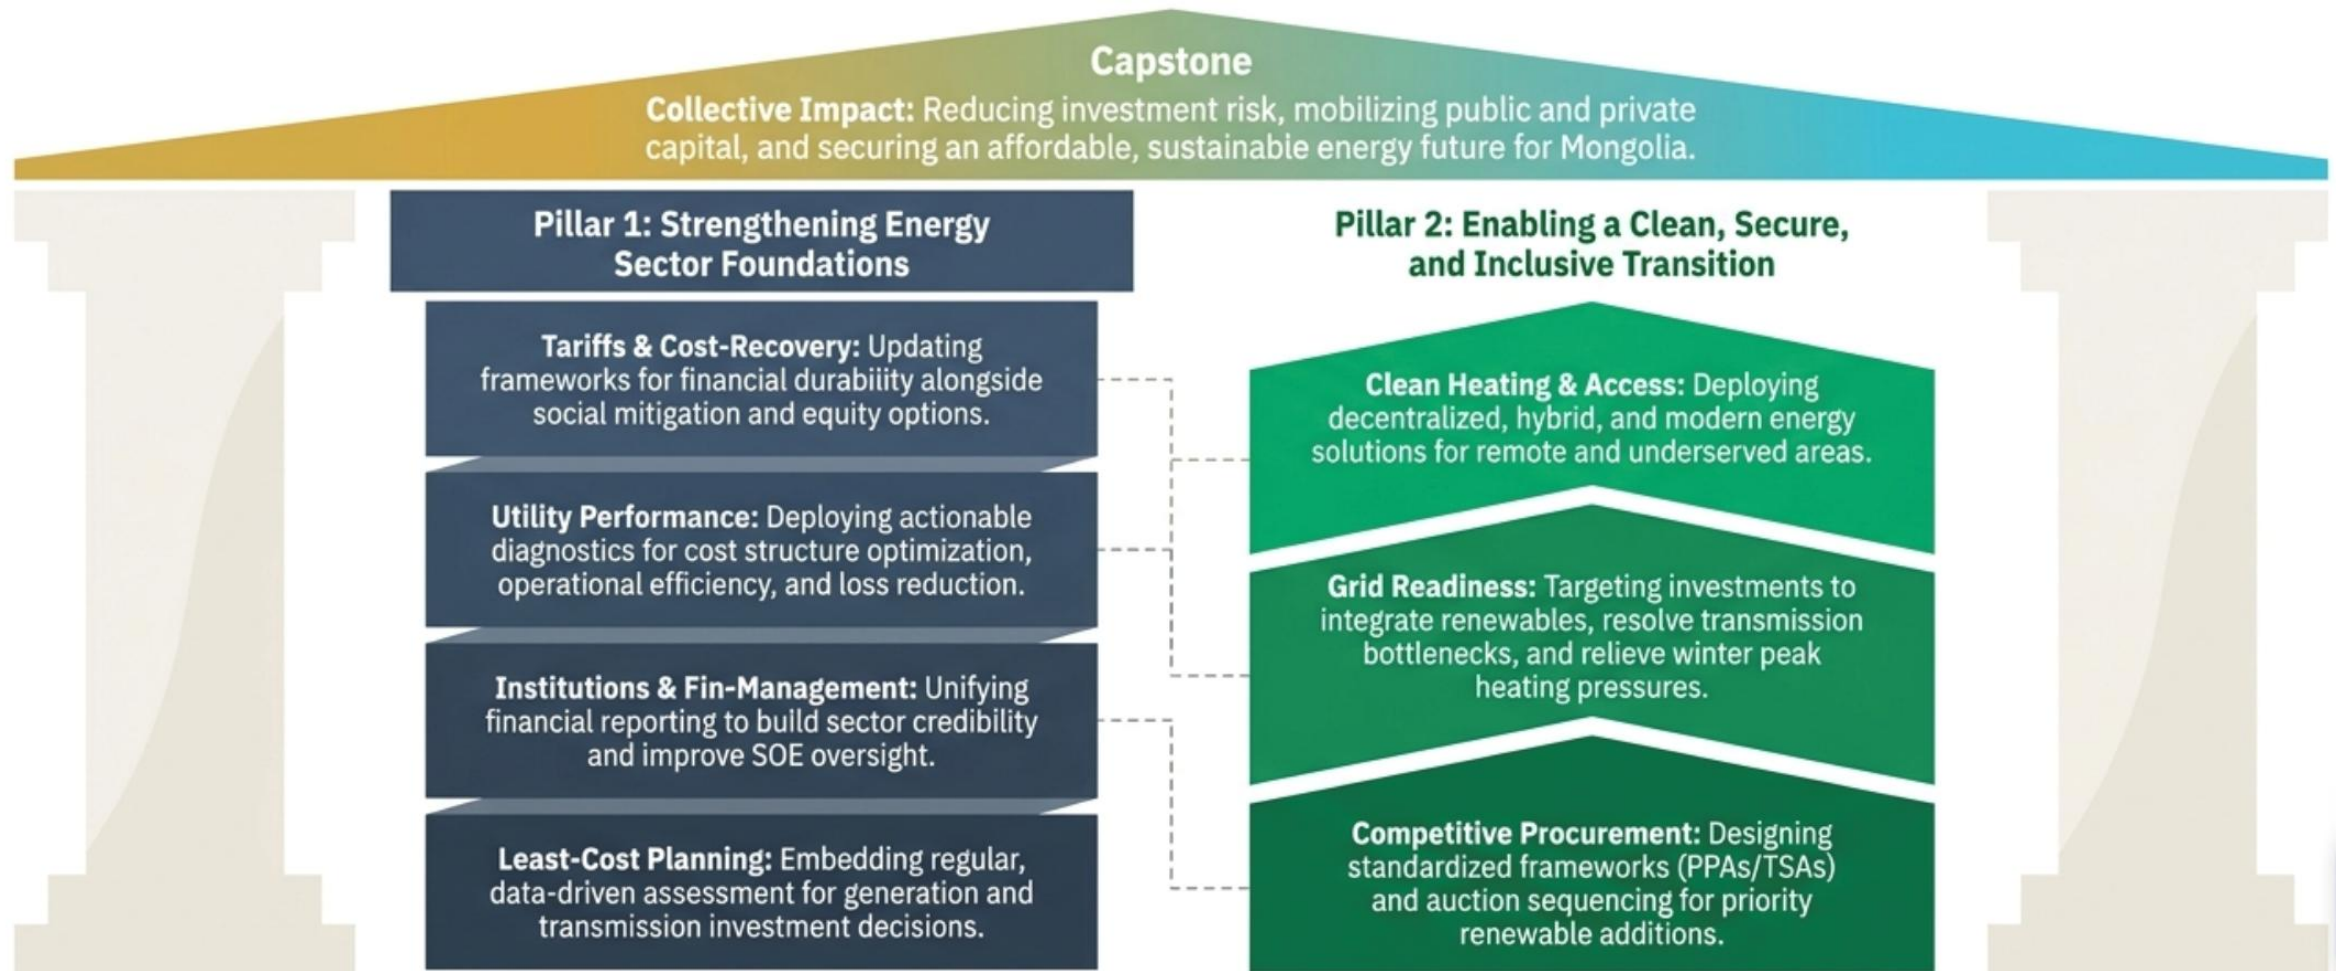 Capstone
Collective Impact: Reducing investment risk, mobilizing public and private
capital, and securing an affordable, sustainable energy future for Mongolia.
Pillar 1: Strengthening Energy
Sector Foundations
Tariffs & Cost-Recovery: Updating
frameworks for financial durability alongside
social mitigation and equity options.
Utility Performance: Deploying actionable
diagnostics for cost structure optimization,
operational efficiency, and loss reduction.
Institutions & Fin-Management: Unifying
financial reporting to build sector credibility
and improve SOE oversight.
Least-Cost Planning: Embedding regular,
data-driven assessment for generation and
transmission investment decisions.
Pillar 2: Enabling a Clean, Secure,
and Inclusive Transition
Clean Heating & Access: Deploying
decentralized, hybrid, and modern energy
solutions for remote and underserved areas.
Grid Readiness: Targeting investments to
integrate renewables, resolve transmission
bottlenecks, and relieve winter peak
heating pressures.
Competitive Procurement: Designing
standardized frameworks (PPAs/TSAs)
and auction sequencing for priority
renewable additions.